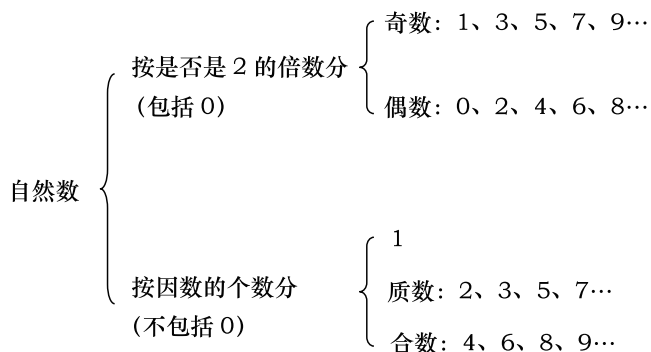 奇数：1、3、5、7、9…
按是否是 2 的倍数分
(包括 0)
偶数：0、2、4、6、8…
自然数
1
按因数的个数分
(不包括 0)
质数：2、3、5、7…
合数：4、6、8、9…